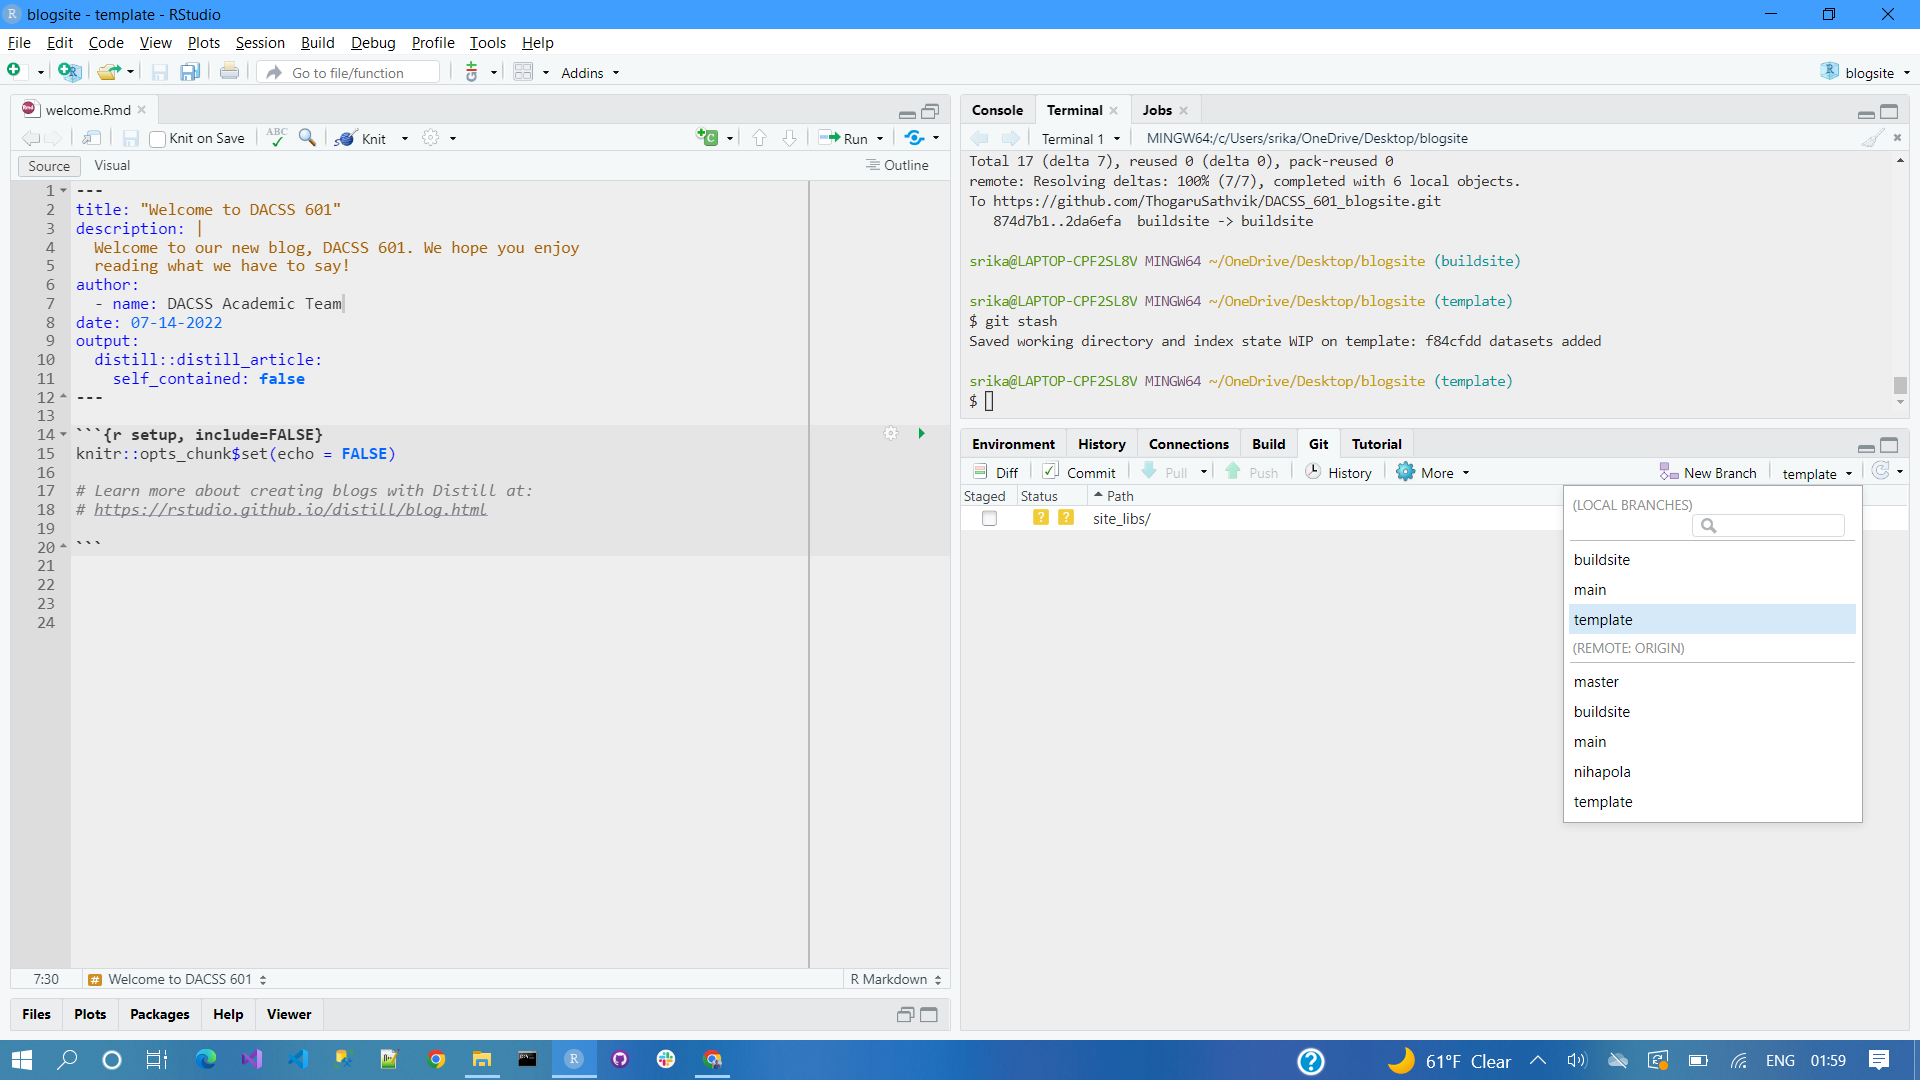 blogsite - template - RStudio
File Edit Code View Plots Session Build Debug Profile Tools Help
Go to file/function
Addins
blogsite
welcome.Rmd
Knit on Save
ABC
Knit
Run
Source Visual
Outline
1 ---
2 title: "Welcome to DACSS 601"
3 description: |
4 Welcome to our new blog, DACSS 601. We hope you enjoy
5 reading what we have to say!
6 author:
7 - name: DACSS Academic Team
8 date: 07-14-2022
9 output:
10 distill::distill_article:
11 self_contained: false
12 ---
13
14 ```{r setup, include=FALSE}
15 knitr::opts_chunk$set(echo = FALSE)
16
17 # Learn more about creating blogs with Distill at:
18 # https://rstudio.github.io/distill/blog.html
19
20 ```
21
22
23
24
7:30
Welcome to DACSS 601
R Markdown
Files Plots Packages Help Viewer
Console Terminal Jobs
Terminal 1 MINGW64:/c/Users/srika/OneDrive/Desktop/blogsite
Total 17 (delta 7), reused 0 (delta 0), pack-reused 0
remote: Resolving deltas: 100% (7/7), completed with 6 local objects.
To https://github.com/ThogaruSathvik/DACSS_601_blogsite.git
874d7b1..2da6efa buildsite -> buildsite
srika@LAPTOP-CPF2SL8V MINGW64 ~/OneDrive/Desktop/blogsite (buildsite)
srika@LAPTOP-CPF2SL8V MINGW64 ~/OneDrive/Desktop/blogsite (template)
$ git stash
Saved working directory and index state WIP on template: f84cfdd datasets added
srika@LAPTOP-CPF2SL8V MINGW64 ~/OneDrive/Desktop/blogsite (template)
$
Environment History Connections Build Git Tutorial
Diff Commit Pull Push History More New Branch template
Staged Status Path
? ? site_libs/
(LOCAL BRANCHES)
buildsite
main
template
(REMOTE: ORIGIN)
master
buildsite
main
nihapola
template
61°F Clear
ENG 01:59